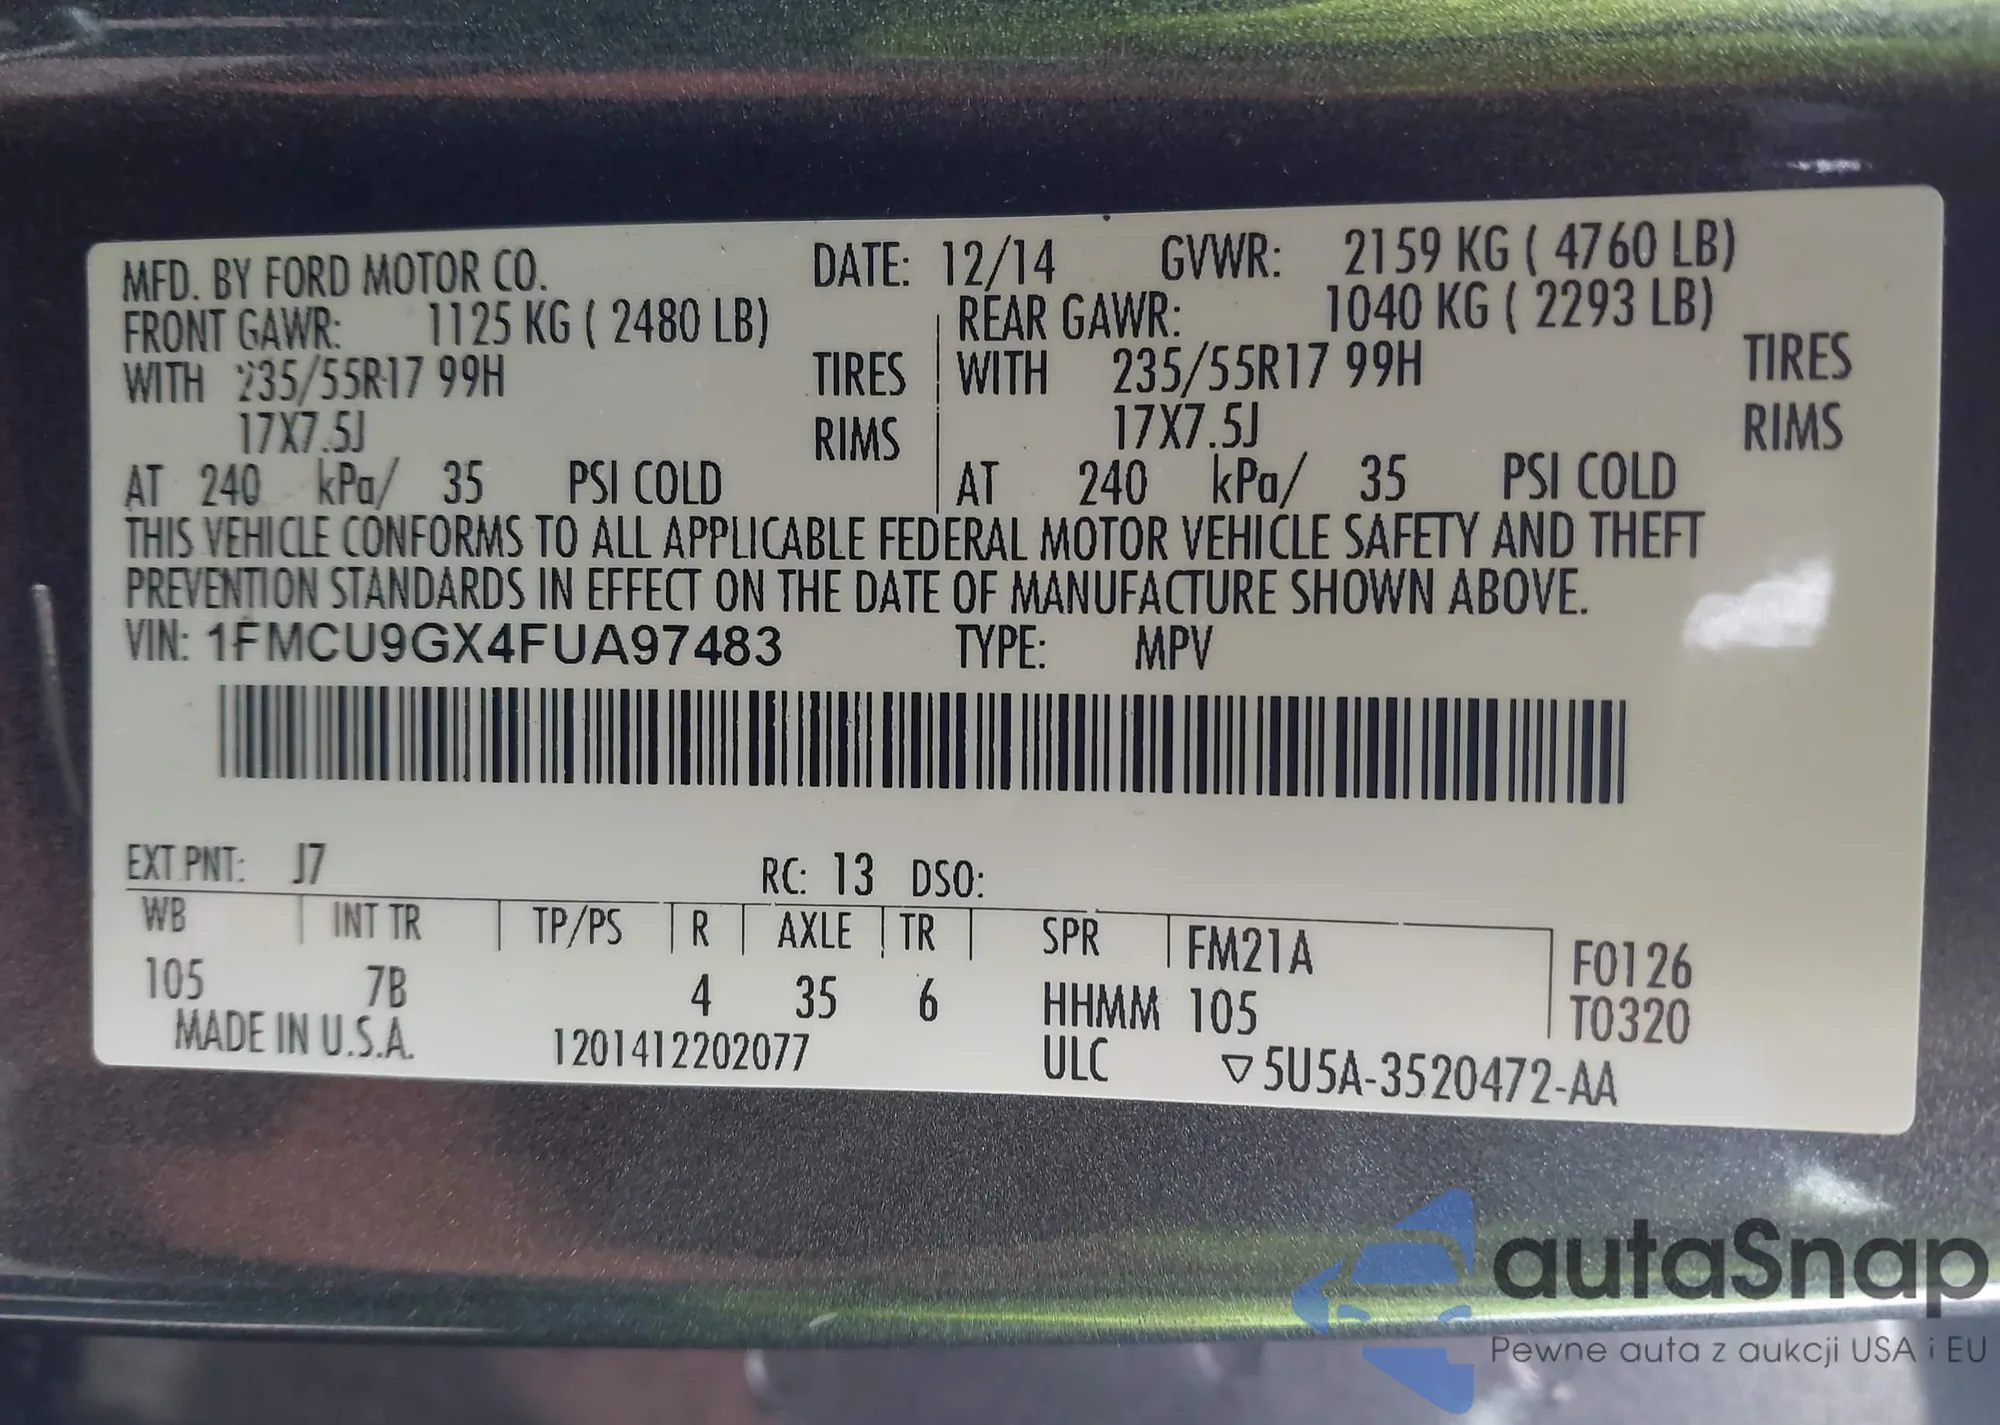 MFD. BY FORD MOTOR CO. DATE: 12/14 GVWR: 2159 KG ( 4760 LB)
FRONT GAWR: 1125 KG ( 2480 LB) REAR GAWR: 1040 KG ( 2293 LB)
WITH 235/55R17 99H TIRES WITH 235/55R17 99H TIRES
17X7.5J RIMS 17X7.5J RIMS
AT 240 kPa/ 35 PSI COLD AT 240 kPa/ 35 PSI COLD
THIS VEHICLE CONFORMS TO ALL APPLICABLE FEDERAL MOTOR VEHICLE SAFETY AND THEFT
PREVENTION STANDARDS IN EFFECT ON THE DATE OF MANUFACTURE SHOWN ABOVE.
VIN: 1FMCU9GX4FUA97483 TYPE: MPV
EXT PNT: J7 RC: 13 DSO:
WB INT TR TP/PS R AXLE TR SPR FM21A F0126
105 7B 4 35 6 HHMM 105 T0320
MADE IN U.S.A. 1201412202077 ULC ▽5U5A-3520472-AA
autaSnap
Pewne auta z aukcji USA i EU